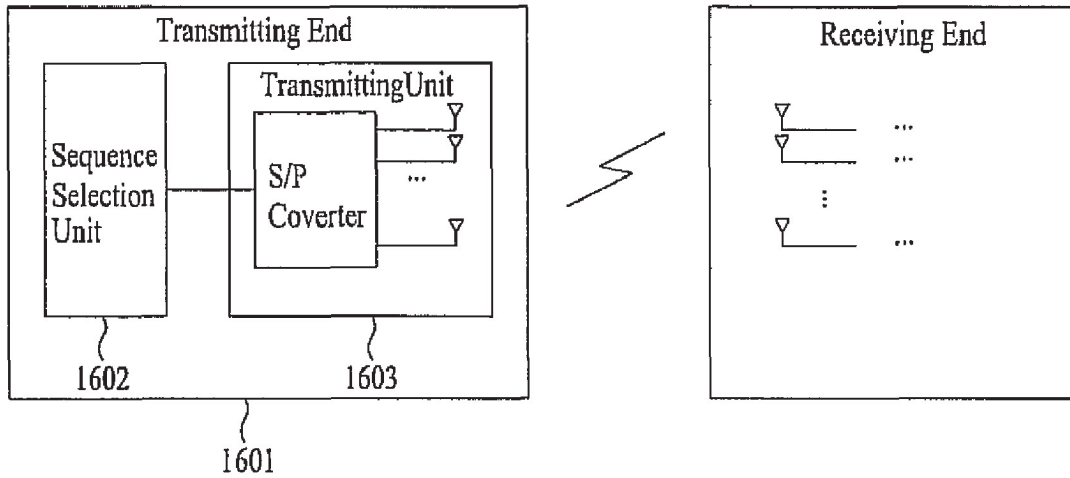 Transmitting End
TransmittingUnit
Sequence
Selection
Unit
S/P
Coverter
...
1602
1603
1601
Receiving End
...
...
...
...